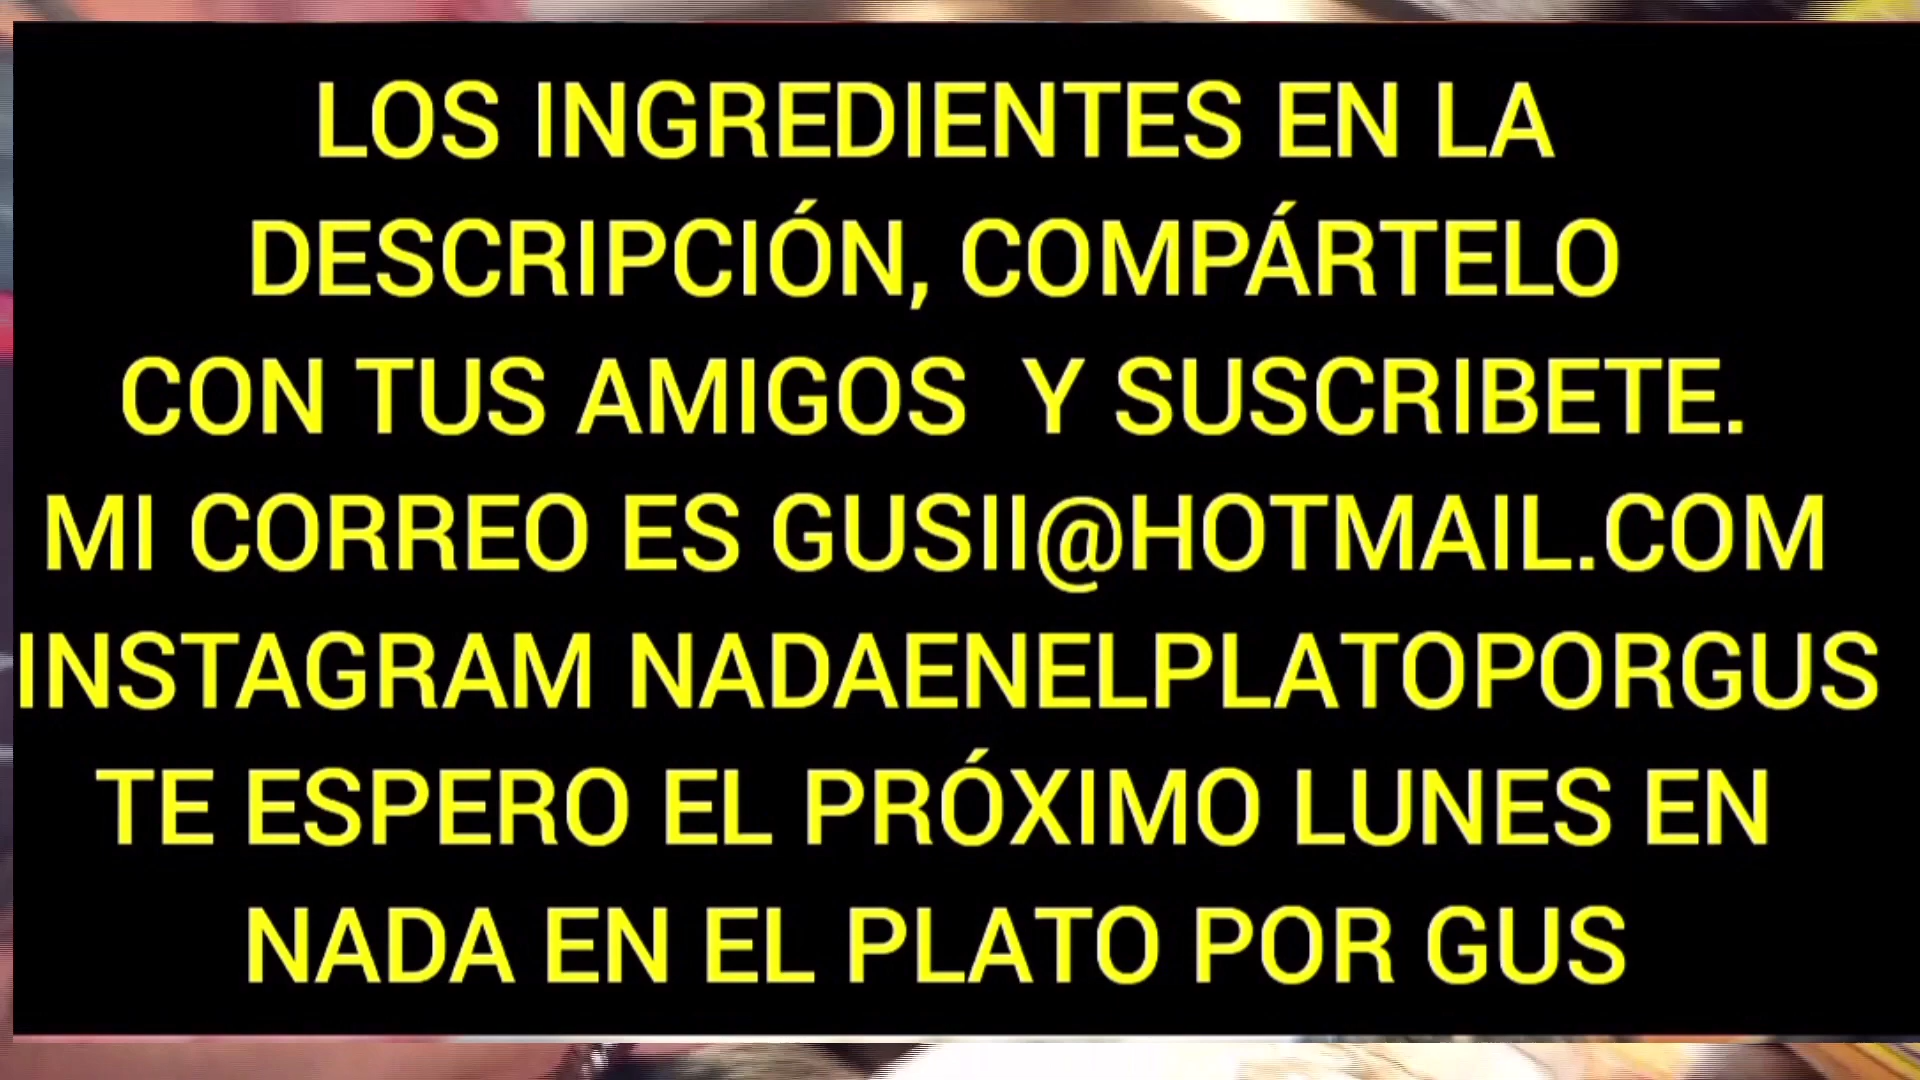 LOS INGREDIENTES EN LA
DESCRIPCIÓN, COMPÁRTELO
CON TUS AMIGOS Y SUSCRIBETE.
MI CORREO ES GUSII@HOTMAIL.COM
INSTAGRAM NADAENELPLATOPORGUS
TE ESPERO EL PRÓXIMO LUNES EN
NADA EN EL PLATO POR GUS